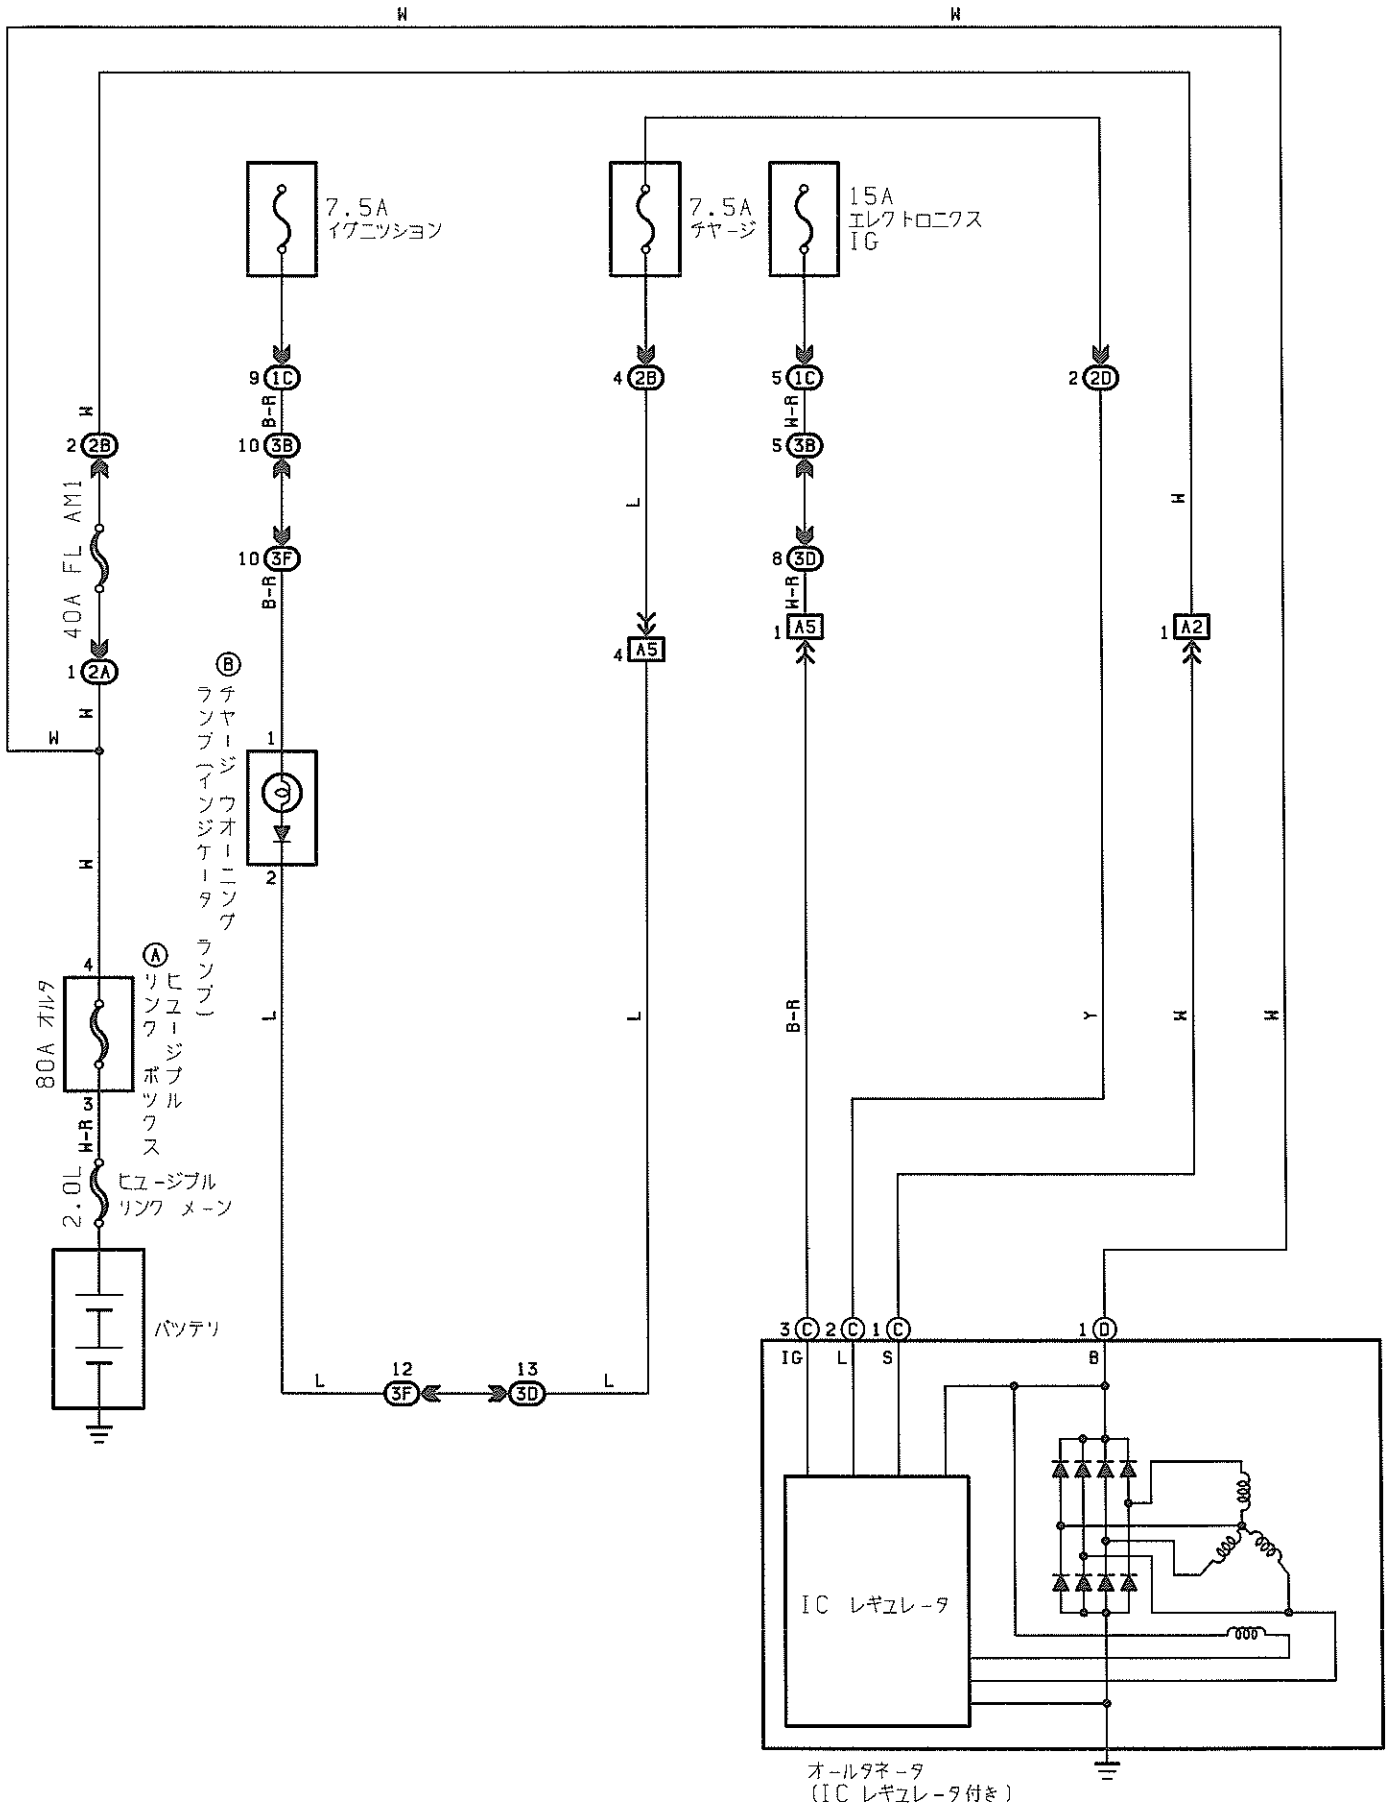 W
W
7.5A
イグニッション
7.5A
チャージ
15A
エレクトロニクス
IG
9 1C
4 2B
5 1C
2 2D
B-R
W-R
W
2 2B
10 3B
5 3B
40A FL AM1
L
W
10 3F
8 3D
B-R
W-R
1 A5
1 A2
4 A5
1 2A
W
W
B
チャージ ウオーニング
ランプ(インジケータ ランプ)
1
2
W
A
ヒュージブル
リンク ボックス
4
80A オルタ
3
W-R
L
L
B-R
Y
W
W
2.0L
ヒュージブル
リンク メーン
バッテリ
3 C
2 C
1 C
1 D
IG
L
S
B
L
12
3F
13
3D
L
IC レギュレータ
オールタネータ
(IC レギュレータ付き)